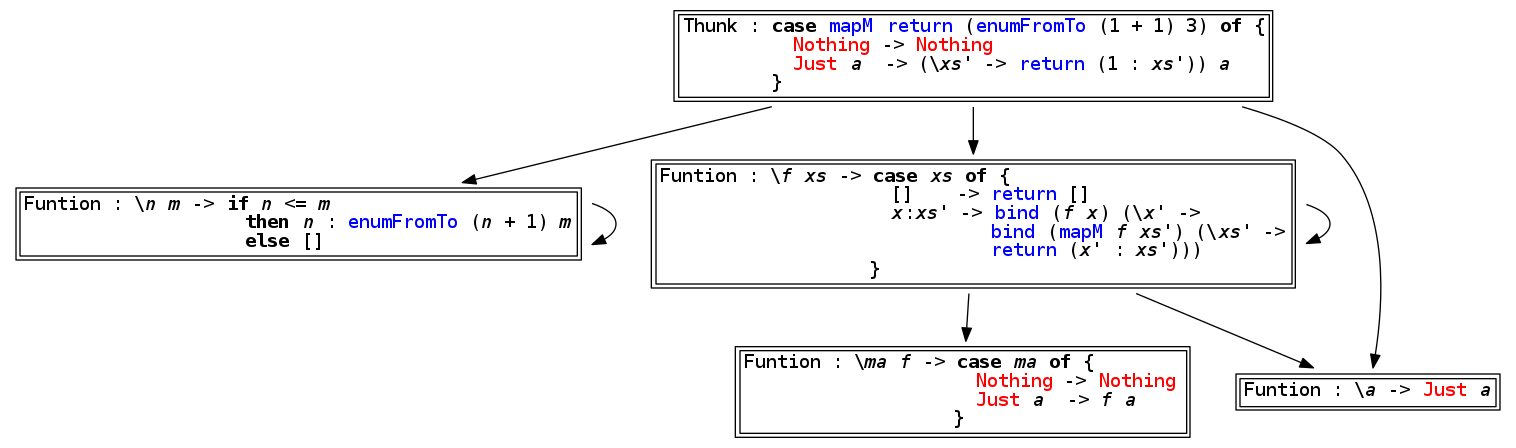 Thunk : case mapM return (enumFromTo (1 + 1) 3) of {
Nothing -> Nothing
Just a -> (\xs' -> return (1 : xs')) a
}
Funtion : \n m -> if n <= m
then n : enumFromTo (n + 1) m
else []
Funtion : \f xs -> case xs of {
[] -> return []
x:xs' -> bind (f x) (\x' ->
bind (mapM f xs') (\xs' ->
return (x' : xs')))
}
Funtion : \ma f -> case ma of {
Nothing -> Nothing
Just a -> f a
}
Funtion : \a -> Just a